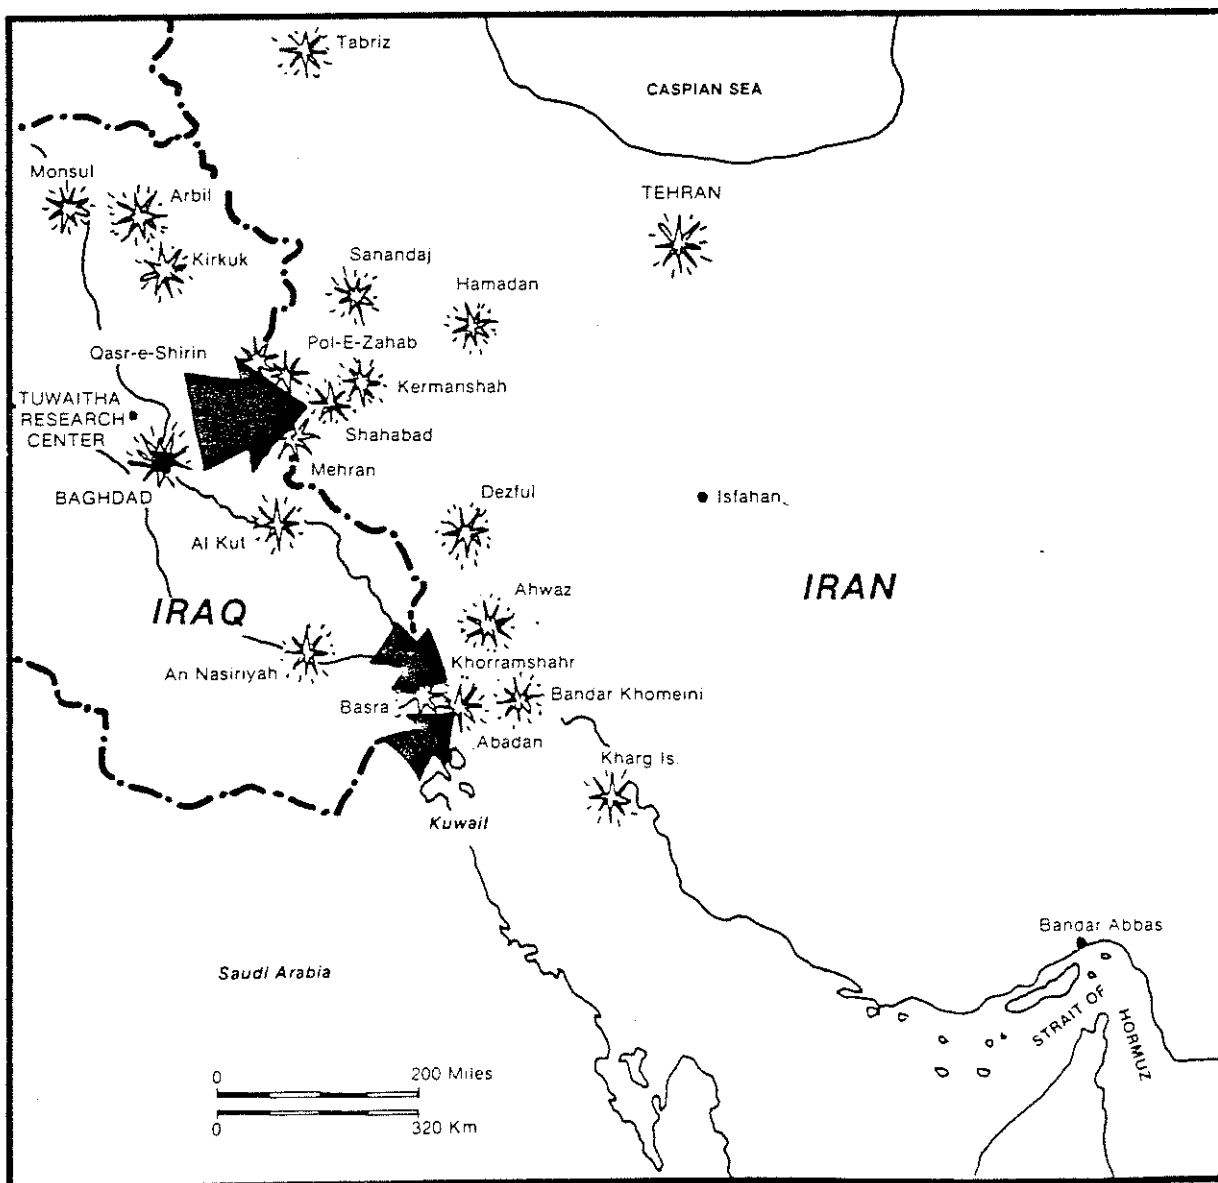 Tabriz
CASPIAN SEA
Monsul
Arbil
TEHRAN
Kirkuk
Sanandaj
Hamadan
Qasr-e-Shirin
Pol-E-Zahab
Kermanshah
TUWAITHA
RESEARCH
CENTER
Shahabad
Mehran
BAGHDAD
Dezful
Isfahan
Al Kut
Ahwaz
IRAN
IRAQ
An Nasiriyah
Khorramshahr
Basra
Bandar Khomeini
Abadan
Kharg Is.
Kuwait
Bandar Abbas
Saudi Arabia
STRAIT OF
HORMUZ
0 200 Miles
0 320 Km